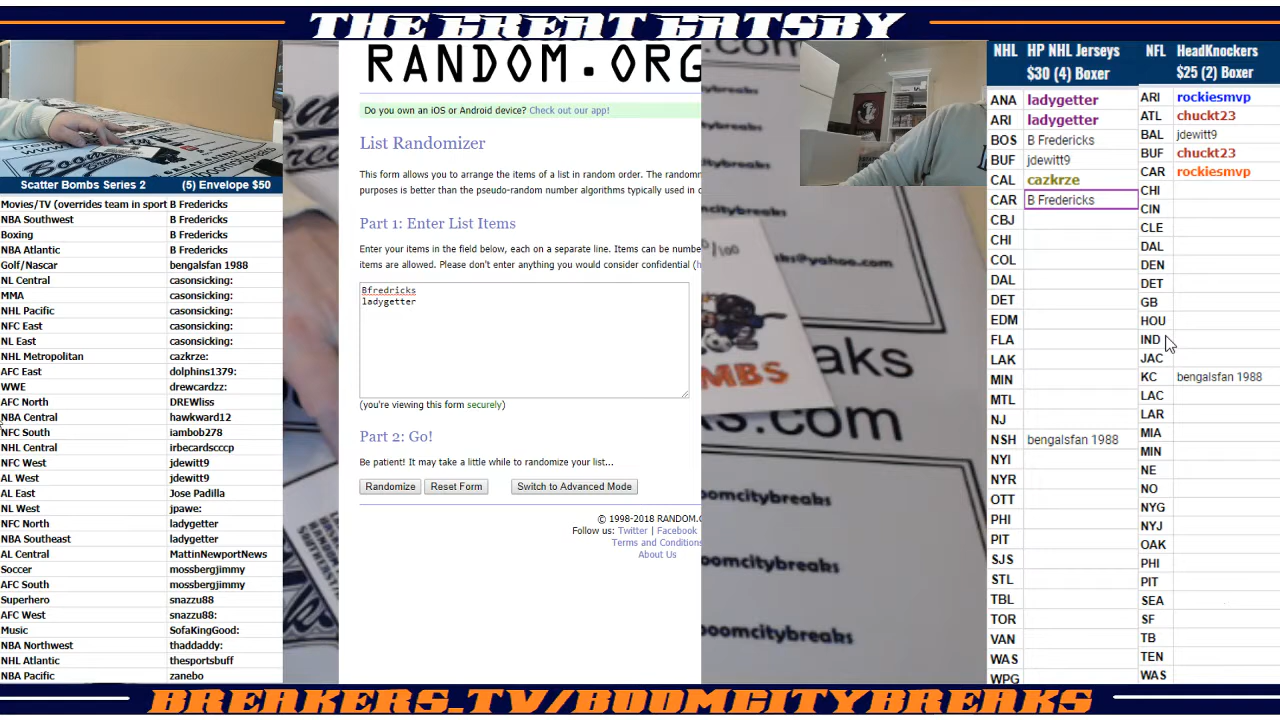 THE GREAT GATSBY
Scatter Bombs Series 2 (5) Envelope $50
Movies/TV (overrides team in sport B Fredericks
NBA Southwest B Fredericks
Boxing B Fredericks
NBA Atlantic B Fredericks
Golf/Nascar bengalsfan 1988
NL Central casonsicking:
MMA casonsicking:
NHL Pacific casonsicking:
NFC East casonsicking:
NL East casonsicking:
NHL Metropolitan cazkrze:
AFC East dolphins1379:
WWE drewcardzz:
AFC North DREWliss
NBA Central hawkward12
NFC South iambob278
NHL Central irbecardscccp
NFC West jdewitt9
AL West jdewitt9
AL East Jose Padilla
NL West jpawe:
NFC North ladygetter
NBA Southeast ladygetter
AL Central MattinNewportNews
Soccer mossbergjimmy
AFC South mossbergjimmy
Superhero snazzu88
AFC West snazzu88:
Music SofaKingGood:
NBA Northwest thaddaddy:
NHL Atlantic thesportsbuff
NBA Pacific zanebo
RANDOM.ORG
Do you own an iOS or Android device? Check out our app!
List Randomizer
This form allows you to arrange the items of a list in random order. The randomn
purposes is better than the pseudo-random number algorithms typically used in c
Part 1: Enter List Items
Enter your items in the field below, each on a separate line. Items can be numbe
items are allowed. Please don't enter anything you would consider confidential (h
Bfredricks
ladygetter
(you're viewing this form securely)
Part 2: Go!
Be patient! It may take a little while to randomize your list...
Randomize Reset Form Switch to Advanced Mode
© 1998-2018 RANDOM.O
Follow us: Twitter | Facebook
Terms and Conditions
About Us
citybreaks
ks@yahoo.com
0/100
MBS
aks
ks.com
oomcitybreaks
boomcitybreaks
boomcitybreaks
NHL HP NHL Jerseys
$30 (4) Boxer
ANA ladygetter
ARI ladygetter
BOS B Fredericks
BUF jdewitt9
CAL cazkrze
CAR B Fredericks
CBJ
CHI
COL
DAL
DET
EDM
FLA
LAK
MIN
MTL
NJ
NSH bengalsfan 1988
NYI
NYR
OTT
PHI
PIT
SJS
STL
TBL
TOR
VAN
WAS
WPG
NFL HeadKnockers
$25 (2) Boxer
ARI rockiesmvp
ATL chuckt23
BAL jdewitt9
BUF chuckt23
CAR rockiesmvp
CHI
CIN
CLE
DAL
DEN
DET
GB
HOU
IND
JAC
KC bengalsfan 1988
LAC
LAR
MIA
MIN
NE
NO
NYG
NYJ
OAK
PHI
PIT
SEA
SF
TB
TEN
WAS
BREAKERS.TV/BOOMCITYBREAKS